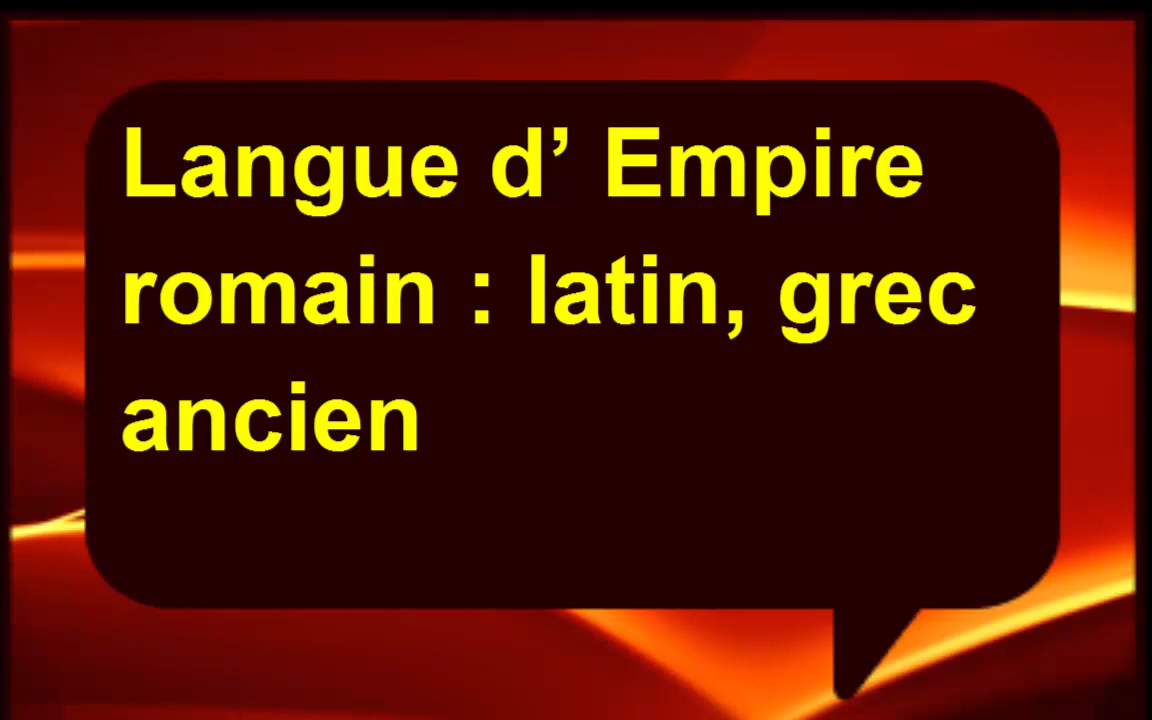 Langue d’ Empire
romain : latin, grec
ancien